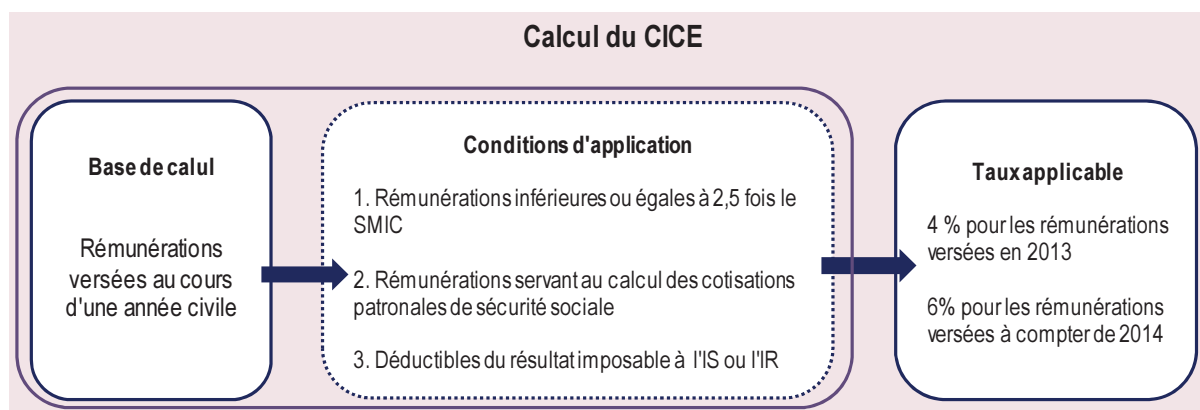 Calcul du CICE
Base de calul
Rémunérations
versées au cours
d'une année civile
Conditions d'application
1. Rémunérations inférieures ou égales à 2,5 fois le
SMIC
2. Rémunérations servant au calcul des cotisations
patronales de sécurité sociale
3. Déductibles du résultat imposable à l'IS ou l'IR
Taux applicable
4 % pour les rémunérations
versées en 2013
6% pour les rémunérations
versées à compter de 2014